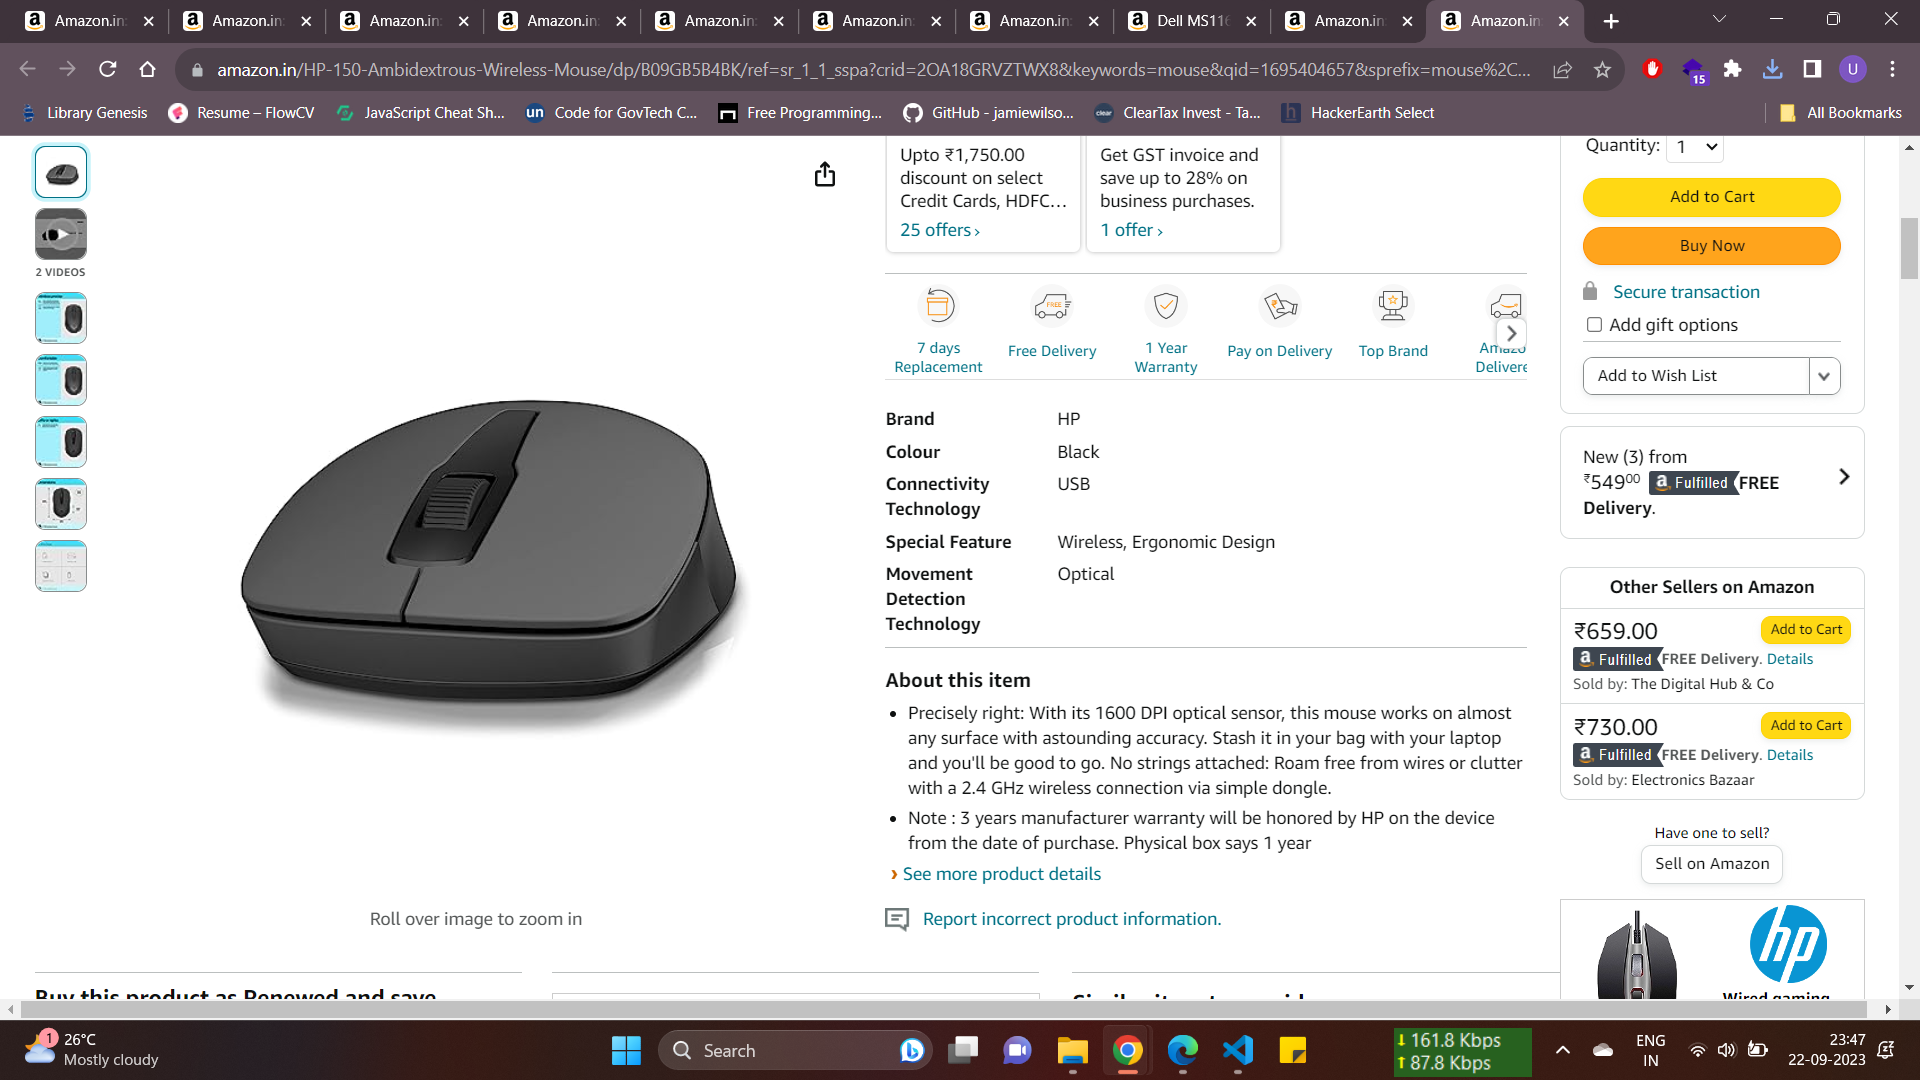 Amazon.in:
Amazon.in:
Amazon.in:
Amazon.in:
Amazon.in:
Amazon.in:
Amazon.in:
Dell MS116
Amazon.in:
Amazon.in:
amazon.in/HP-150-Ambidextrous-Wireless-Mouse/dp/B09GB5B4BK/ref=sr_1_1_sspa?crid=2OA18GRVZTWX8&keywords=mouse&qid=1695404657&sprefix=mouse%2C...
15
U
Library Genesis
Resume – FlowCV
JavaScript Cheat Sh...
un
Code for GovTech C...
Free Programming...
GitHub - jamiewilso...
clear
ClearTax Invest - Ta...
h
HackerEarth Select
All Bookmarks
2 VIDEOS
Roll over image to zoom in
Upto ₹1,750.00
discount on select
Credit Cards, HDFC...
25 offers ›
Get GST invoice and
save up to 28% on
business purchases.
1 offer ›
FREE
7 days
Replacement
Free Delivery
1 Year
Warranty
Pay on Delivery
Top Brand
Amazo
Delivere
Brand HP
Colour Black
Connectivity USB
Technology
Special Feature Wireless, Ergonomic Design
Movement Optical
Detection
Technology
About this item
• Precisely right: With its 1600 DPI optical sensor, this mouse works on almost
any surface with astounding accuracy. Stash it in your bag with your laptop
and you'll be good to go. No strings attached: Roam free from wires or clutter
with a 2.4 GHz wireless connection via simple dongle.
• Note : 3 years manufacturer warranty will be honored by HP on the device
from the date of purchase. Physical box says 1 year
› See more product details
Report incorrect product information.
Quantity: 1
Add to Cart
Buy Now
Secure transaction
Add gift options
Add to Wish List
New (3) from
₹549⁰⁰ a Fulfilled FREE
Delivery.
Other Sellers on Amazon
₹659.00 Add to Cart
a Fulfilled FREE Delivery. Details
Sold by: The Digital Hub & Co
₹730.00 Add to Cart
a Fulfilled FREE Delivery. Details
Sold by: Electronics Bazaar
Have one to sell?
Sell on Amazon
hp
Wired gaming
Buy this product as Renewed and save
1
26°C
Mostly cloudy
Search
b
161.8 Kbps
87.8 Kbps
ENG
IN
23:47
22-09-2023